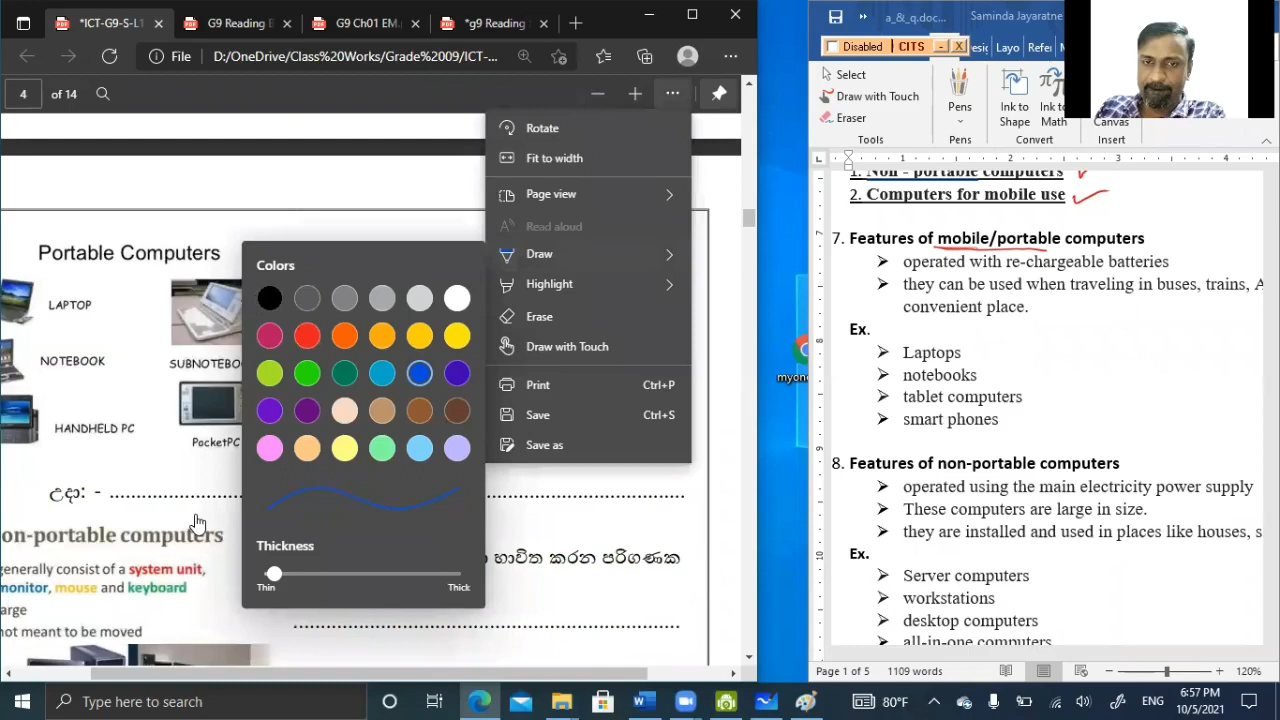 *ICT-G9-S-L1
G9 Reading
G9 Ch01 EM.
*g9 Reading
File
D:/OneDrive/Class%20Works/Grade%2009/ICT-...
4
of 14
Portable Computers
LAPTOP
NOTEBOOK
SUBNOTEBO
HANDHELD PC
PocketPC
උදා: -
on-portable computers
භාවිත කරන පරිගණක
generally consist of a system unit,
monitor, mouse and keyboard
arge
not meant to be moved
Rotate
Fit to width
Page view
Read aloud
Draw
Highlight
Erase
Draw with Touch
Print Ctrl+P
Save Ctrl+S
Save as
Colors
Thickness
Thin
Thick
a_&_q.doc...
Saminda Jayaratne
Disabled
CITS
Layo
Refer
Select
Draw with Touch
Eraser
Tools
Pens
Pens
Ink to
Shape
Ink to
Math
Convert
Canvas
Insert
1. Non - portable computers
2. Computers for mobile use
7. Features of mobile/portable computers
operated with re-chargeable batteries
they can be used when traveling in buses, trains, A
convenient place.
Ex.
Laptops
notebooks
tablet computers
smart phones
8. Features of non-portable computers
operated using the main electricity power supply
These computers are large in size.
they are installed and used in places like houses, s
Ex.
Server computers
workstations
desktop computers
all-in-one computers
Page 1 of 5
1109 words
120%
Type here to search
80°F
ENG
6:57 PM
10/5/2021